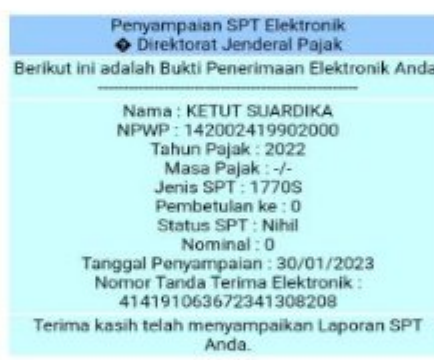 Penyampaian SPT Elektronik
� Direktorat Jenderal Pajak
Berikut ini adalah Bukti Penerimaan Elektronik Anda
------------------------------------------------
Nama : KETUT SUARDIKA
NPWP : 142002419902000
Tahun Pajak : 2022
Masa Pajak : -/-
Jenis SPT : 1770S
Pembetulan ke : 0
Status SPT : Nihil
Nominal : 0
Tanggal Penyampaian : 30/01/2023
Nomor Tanda Terima Elektronik :
414191063672341308208
Terima kasih telah menyampaikan Laporan SPT
Anda.